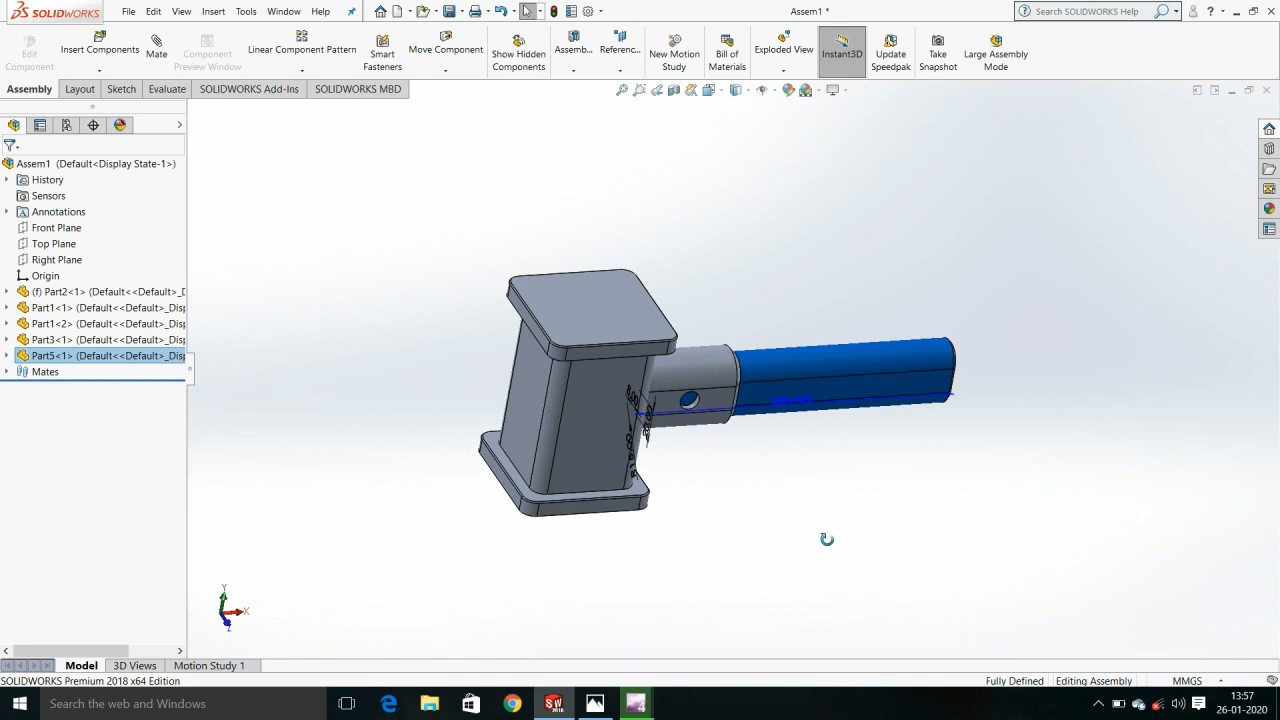 SOLIDWORKS File Edit View Insert Tools Window Help Assem1 * Search SOLIDWORKS Help
Edit Component Insert Components Mate Component Preview Window Linear Component Pattern Smart Fasteners Move Component Show Hidden Components Assemb... Referenc... New Motion Study Bill of Materials Exploded View Instant3D Update Speedpak Take Snapshot Large Assembly Mode
Assembly Layout Sketch Evaluate SOLIDWORKS Add-Ins SOLIDWORKS MBD
Assem1 (Default<Display State-1>)
History
Sensors
Annotations
Front Plane
Top Plane
Right Plane
Origin
(f) Part2<1> (Default<<Default>_D
Part1<1> (Default<<Default>_Disp
Part1<2> (Default<<Default>_Disp
Part3<1> (Default<<Default>_Disp
Part5<1> (Default<<Default>_Disp
Mates
Y
X
Z
Model 3D Views Motion Study 1
SOLIDWORKS Premium 2018 x64 Edition Fully Defined Editing Assembly MMGS
Search the web and Windows 13:57
26-01-2020